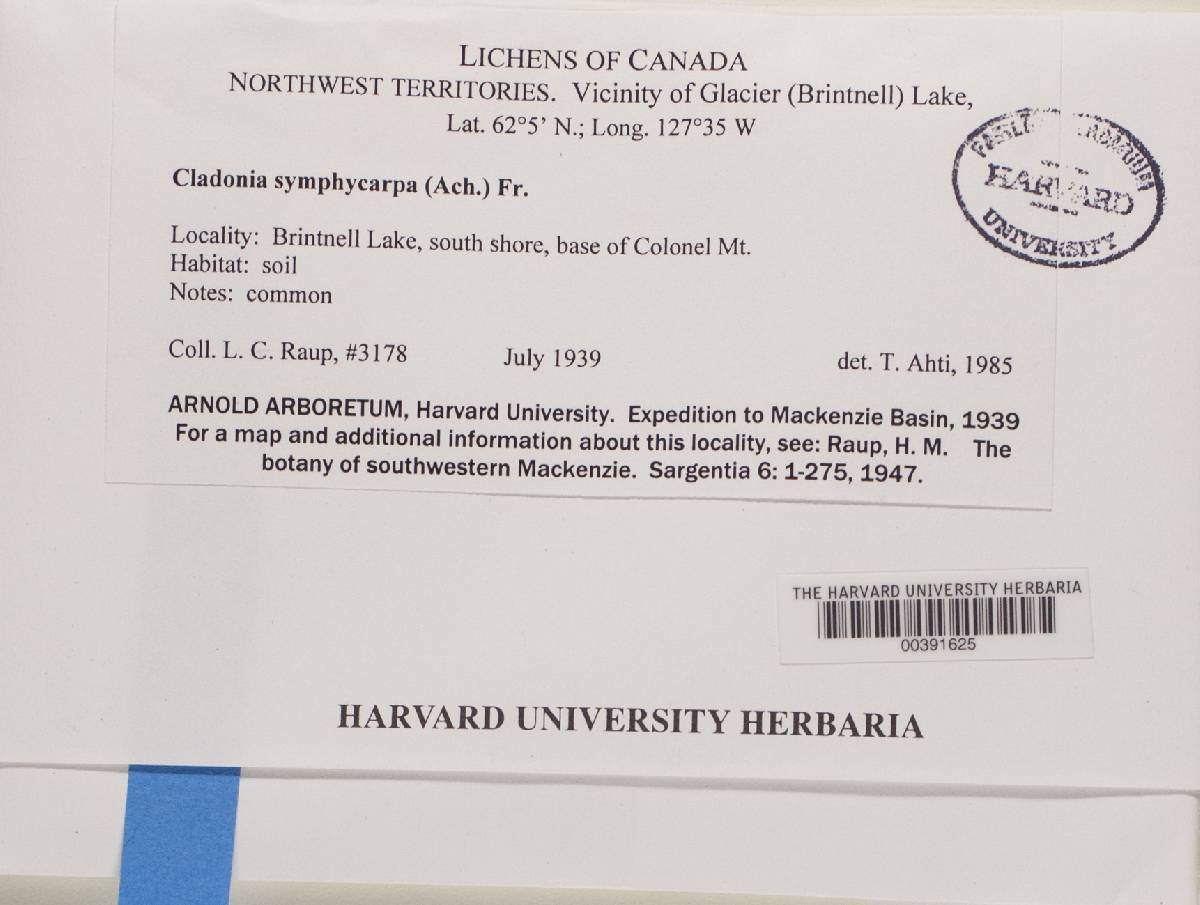 LICHENS OF CANADA
NORTHWEST TERRITORIES. Vicinity of Glacier (Brintnell) Lake,
Lat. 62°5’ N.; Long. 127°35 W
Cladonia symphycarpa (Ach.) Fr.
Locality: Brintnell Lake, south shore, base of Colonel Mt.
Habitat: soil
Notes: common
Coll. L. C. Raup, #3178 July 1939 det. T. Ahti, 1985
ARNOLD ARBORETUM, Harvard University. Expedition to Mackenzie Basin, 1939
For a map and additional information about this locality, see: Raup, H. M. The
botany of southwestern Mackenzie. Sargentia 6: 1-275, 1947.
HARVARD
UNIVERSITY
THE HARVARD UNIVERSITY HERBARIA
00391625
HARVARD UNIVERSITY HERBARIA